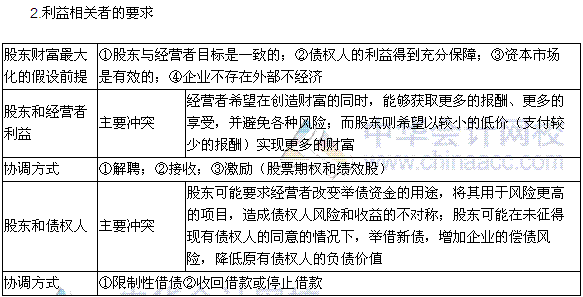 2.利益相关者的要求
股东财富最大
化的假设前提
①股东与经营者目标是一致的；②债权人的利益得到充分保障；③资本市场
是有效的；④企业不存在外部不经济
股东和经营者
利益
主要冲突
经营者希望在创造财富的同时，能够获取更多的报酬、更多的
享受，并避免各种风险；而股东则希望以较小的低价（支付较
少的报酬）实现更多的财富
协调方式
①解聘；②接收；③激励（股票期权和绩效股）
股东和债权人
主要冲突
股东可能要求经营者改变举债资金的用途，将其用于风险更高
的项目，造成债权人风险和收益的不对称；股东可能在未征得
现有债权人的同意的情况下，举借新债，增加企业的偿债风
险，降低原有债权人的负债价值
协调方式
①限制性借债②收回借款或停止借款
中华会计网校
www.chinaacc.com